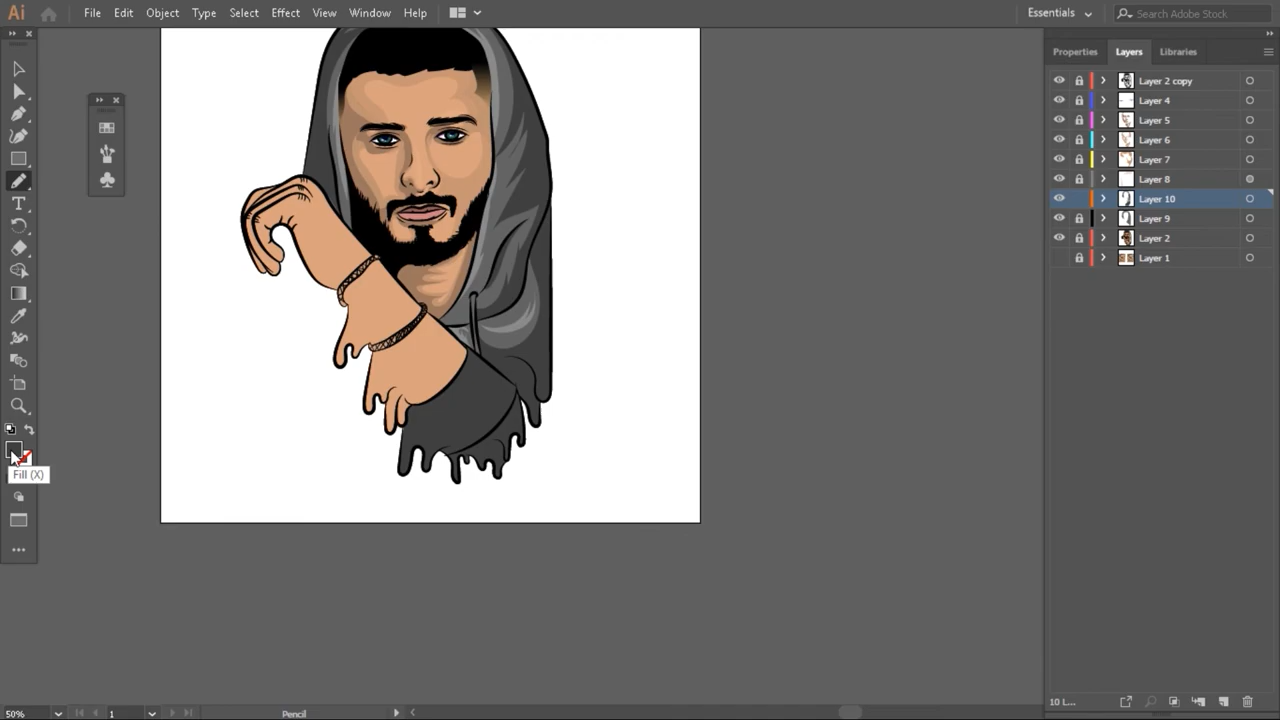 Ai File Edit Object Type Select Effect View Window Help Essentials Search Adobe Stock
Properties Layers Libraries
Layer 2 copy
Layer 4
Layer 5
Layer 6
Layer 7
Layer 8
Layer 10
Layer 9
Layer 2
Layer 1
T
Fill (X)
50% 1 Pencil 10 L...